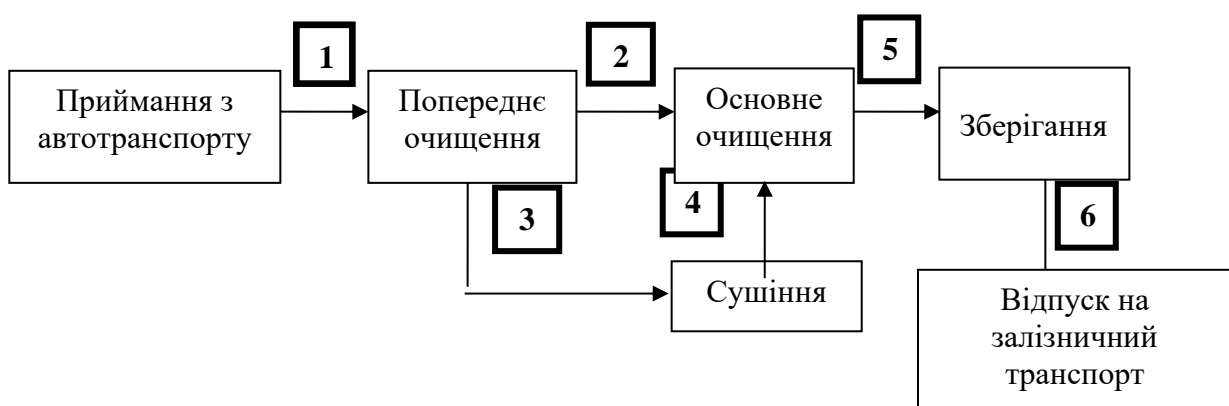 1
2
5
Приймання з
автотранспорту
Попереднє
очищення
Основне
очищення
Зберігання
3
4
6
Сушіння
Відпуск на
залізничний
транспорт